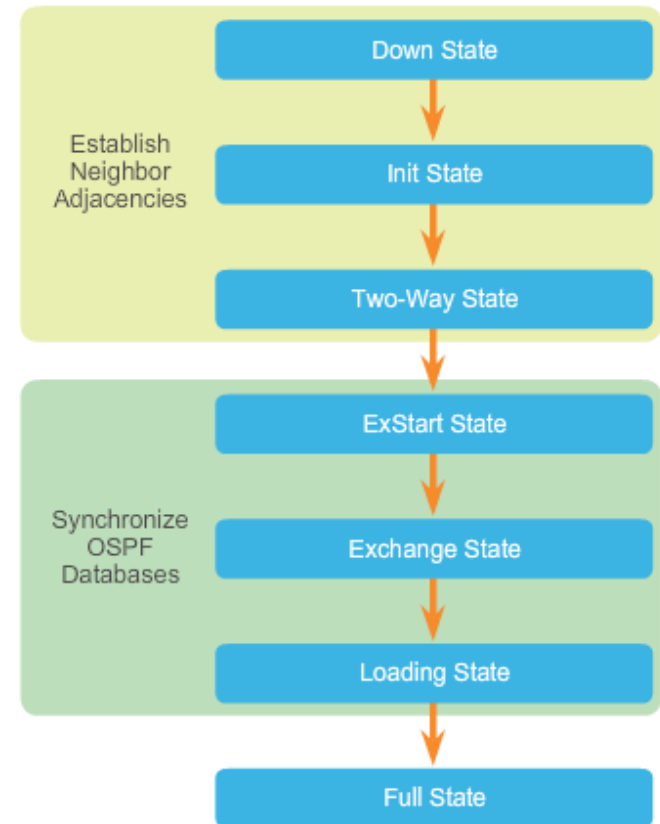 Establish
Neighbor
Adjacencies
Down State
Init State
Two-Way State
Synchronize
OSPF
Databases
ExStart State
Exchange State
Loading State
Full State